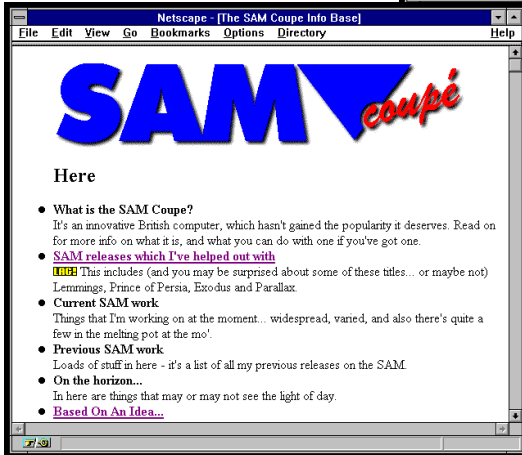 Netscape - [The SAM Coupe Info Base]
File Edit View Go Bookmarks Options Directory Help
SAM coupé
Here
What is the SAM Coupe?
It's an innovative British computer, which hasn't gained the popularity it deserves. Read on
for more info on what it is, and what you can do with one if you've got one.
SAM releases which I've helped out with
This includes (and you may be surprised about some of these titles... or maybe not)
Lemmings, Prince of Persia, Exodus and Parallax.
Current SAM work
Things that I'm working on at the moment... widespread, varied, and also there's quite a
few in the melting pot at the mo'.
Previous SAM work
Loads of stuff in here - it's a list of all my previous releases on the SAM.
On the horizon...
In here are things that may or may not see the light of day.
Based On An Idea...